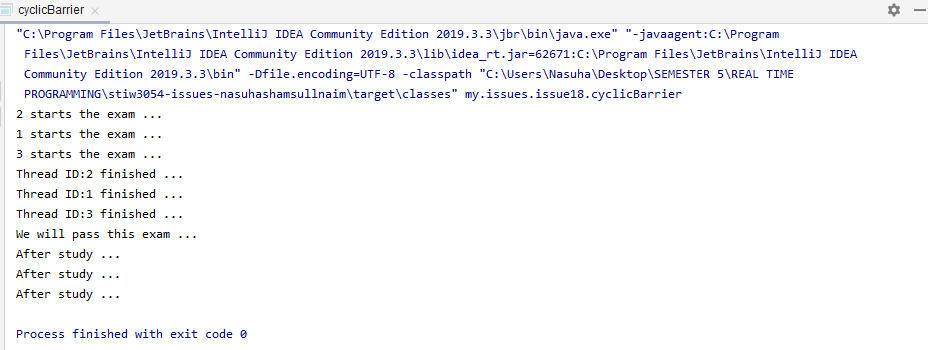 cyclicBarrier
"C:\Program Files\JetBrains\IntelliJ IDEA Community Edition 2019.3.3\jbr\bin\java.exe" "-javaagent:C:\Program
Files\JetBrains\IntelliJ IDEA Community Edition 2019.3.3\lib\idea_rt.jar=62671:C:\Program Files\JetBrains\IntelliJ IDEA
Community Edition 2019.3.3\bin" -Dfile.encoding=UTF-8 -classpath "C:\Users\Nasuha\Desktop\SEMESTER 5\REAL TIME
PROGRAMMING\stiw3054-issues-nasuhashamsullnaim\target\classes" my.issues.issue18.cyclicBarrier
2 starts the exam ...
1 starts the exam ...
3 starts the exam ...
Thread ID:2 finished ...
Thread ID:1 finished ...
Thread ID:3 finished ...
We will pass this exam ...
After study ...
After study ...
After study ...
Process finished with exit code 0